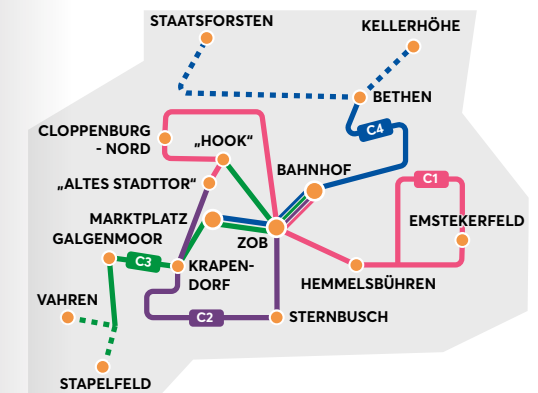 STAATSFORSTEN
KELLERHÖHE
BETHEN
C4
CLOPPENBURG
- NORD
„HOOK“
BAHNHOF
„ALTES STADTTOR“
C1
MARKTPLATZ
EMSTEKERFELD
GALGENMOOR
ZOB
C3
KRAPEN-
DORF
HEMMELSBÜHREN
VAHREN
C2
STERNBUSCH
STAPELFELD